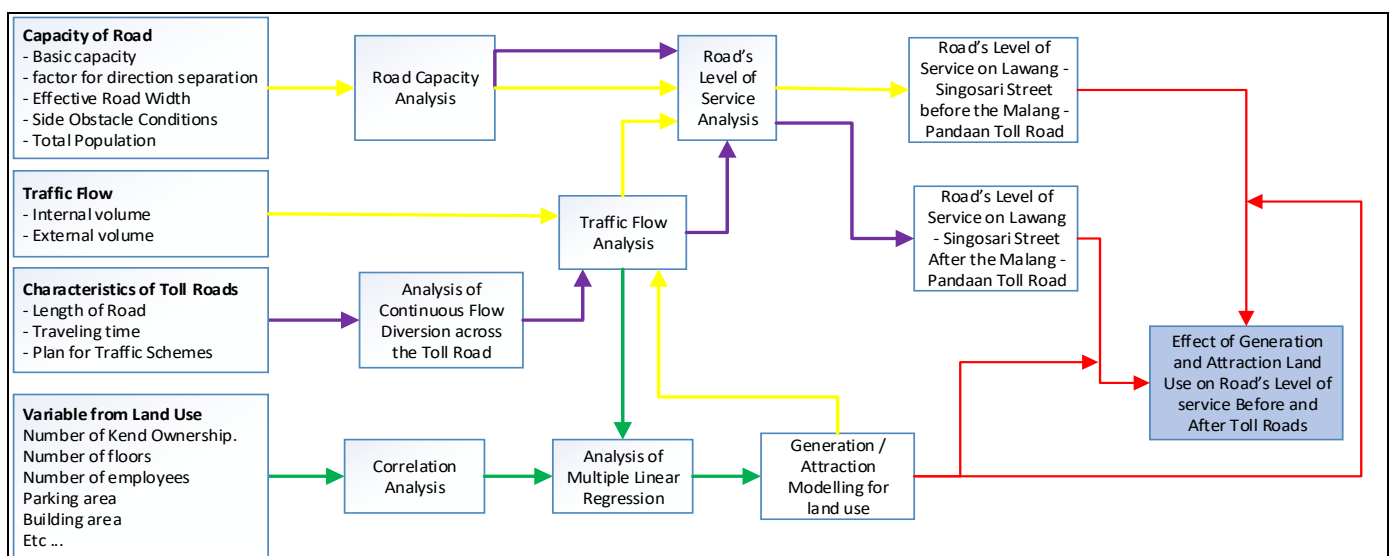 Capacity of Road
- Basic capacity
- factor for direction separation
- Effective Road Width
- Side Obstacle Conditions
- Total Population
Road Capacity
Analysis
Road's
Level of
Service
Analysis
Road's Level of
Service on Lawang -
Singosari Street
before the Malang -
Pandaan Toll Road
Traffic Flow
- Internal volume
- External volume
Traffic Flow
Analysis
Road's Level of
Service on Lawang
- Singosari Street
After the Malang -
Pandaan Toll Road
Characteristics of Toll Roads
- Length of Road
- Traveling time
- Plan for Traffic Schemes
Analysis of
Continuous Flow
Diversion across
the Toll Road
Effect of Generation
and Attraction Land
Use on Road's Level of
service Before and
After Toll Roads
Variable from Land Use
Number of Kend Ownership.
Number of floors
Number of employees
Parking area
Building area
Etc ...
Correlation
Analysis
Analysis of
Multiple Linear
Regression
Generation /
Attraction
Modelling for
land use